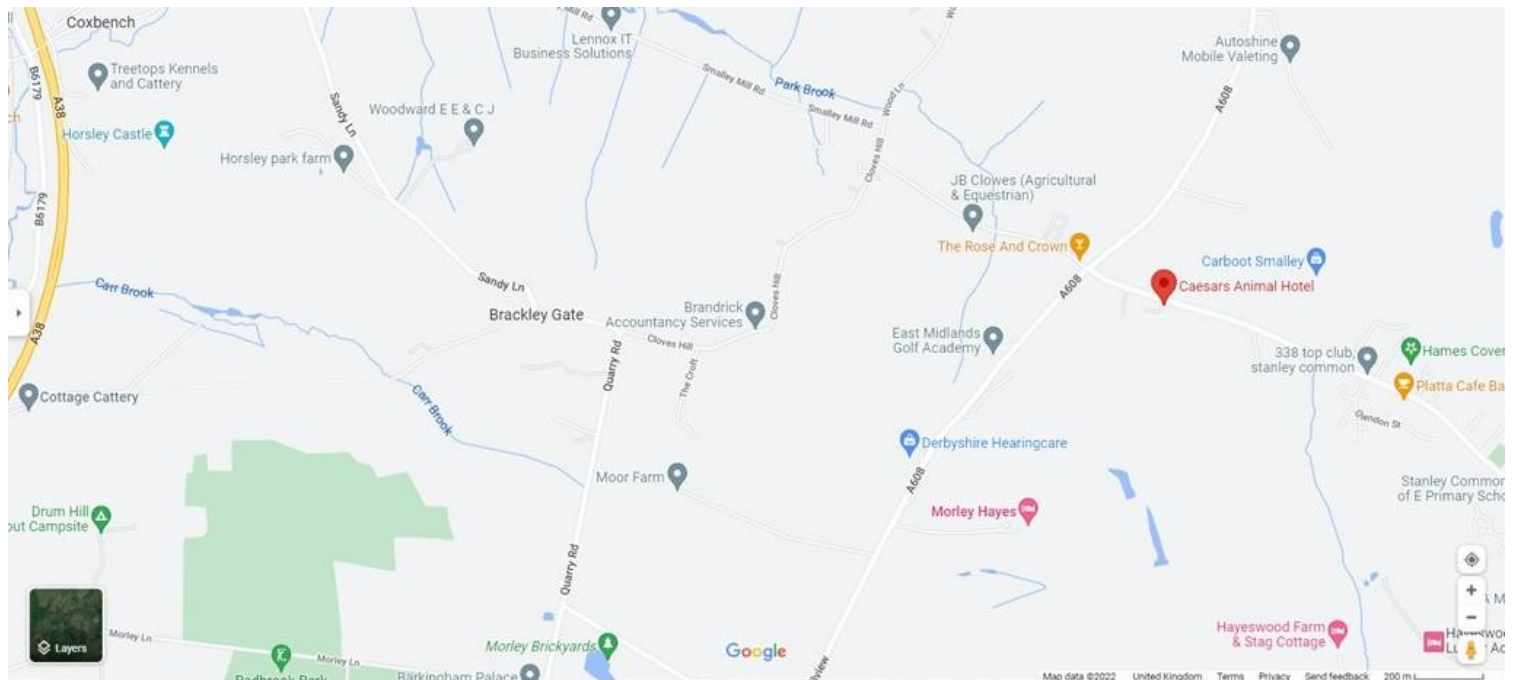 Coxbench
B6179
A38
Treetops Kennels
and Cattery
Horsley Castle
B6179
A38
Sandy Ln
Woodward E E & C J
Horsley park farm
Mill Rd
Lennox IT
Business Solutions
Smalley Mill Rd
Park Brook
Smalley Mill Rd
Wood Ln
Cloves Hill
Autoshine
Mobile Valeting
A608
JB Clowes (Agricultural
& Equestrian)
The Rose And Crown
A608
Carboot Smalley
Caesars Animal Hotel
Carr Brook
Sandy Ln
Brackley Gate
Brandrick
Accountancy Services
Cloves Hill
Cloves Hill
The Croft
Quarry Rd
East Midlands
Golf Academy
338 top club,
stanley common
Hames Cover
Platta Cafe Ba
Glendon St
Cottage Cattery
Carr Brook
Derbyshire Hearingcare
A608
Moor Farm
Morley Hayes
Stanley Common
of E Primary Scho
Drum Hill
out Campsite
Quarry Rd
Layers
Morley Ln
Morley Ln
Morley Brickyards
Google
Hayeswood Farm
& Stag Cottage
Map data ©2022 United Kingdom Terms Privacy Send feedback 200 m